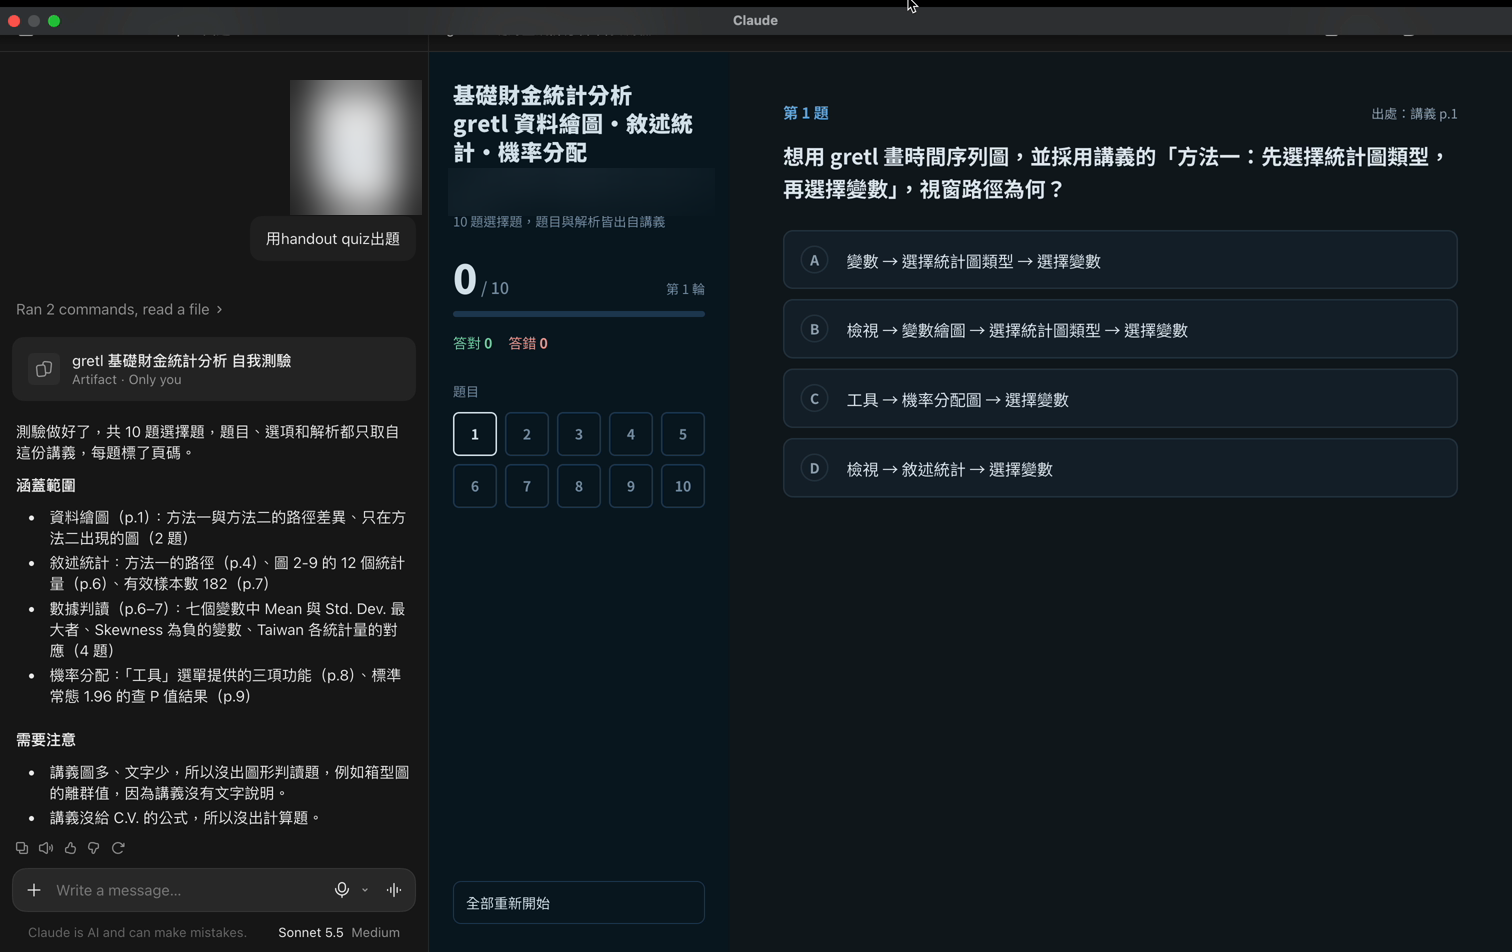 Claude
用handout quiz出題
Ran 2 commands, read a file >
gretl 基礎財金統計分析 自我測驗
Artifact · Only you
測驗做好了，共 10 題選擇題，題目、選項和解析都只取自
這份講義，每題標了頁碼。
涵蓋範圍
• 資料繪圖（p.1）：方法一與方法二的路徑差異、只在方
法二出現的圖（2 題）
• 敘述統計：方法一的路徑（p.4）、圖 2-9 的 12 個統計
量（p.6）、有效樣本數 182（p.7）
• 數據判讀（p.6–7）：七個變數中 Mean 與 Std. Dev. 最
大者、Skewness 為負的變數、Taiwan 各統計量的對
應（4 題）
• 機率分配：「工具」選單提供的三項功能（p.8）、標準
常態 1.96 的查 P 值結果（p.9）
需要注意
• 講義圖多、文字少，所以沒出圖形判讀題，例如箱型圖
的離群值，因為講義沒有文字說明。
• 講義沒給 C.V. 的公式，所以沒出計算題。
Write a message...
Claude is AI and can make mistakes.
Sonnet 5.5 Medium
基礎財金統計分析
gretl 資料繪圖・敘述統
計・機率分配
10 題選擇題，題目與解析皆出自講義
0 / 10
第 1 輪
答對 0 答錯 0
題目
1 2 3 4 5
6 7 8 9 10
全部重新開始
第 1 題
出處：講義 p.1
想用 gretl 畫時間序列圖，並採用講義的「方法一：先選擇統計圖類型，
再選擇變數」，視窗路徑為何？
A 變數 → 選擇統計圖類型 → 選擇變數
B 檢視 → 變數繪圖 → 選擇統計圖類型 → 選擇變數
C 工具 → 機率分配圖 → 選擇變數
D 檢視 → 敘述統計 → 選擇變數